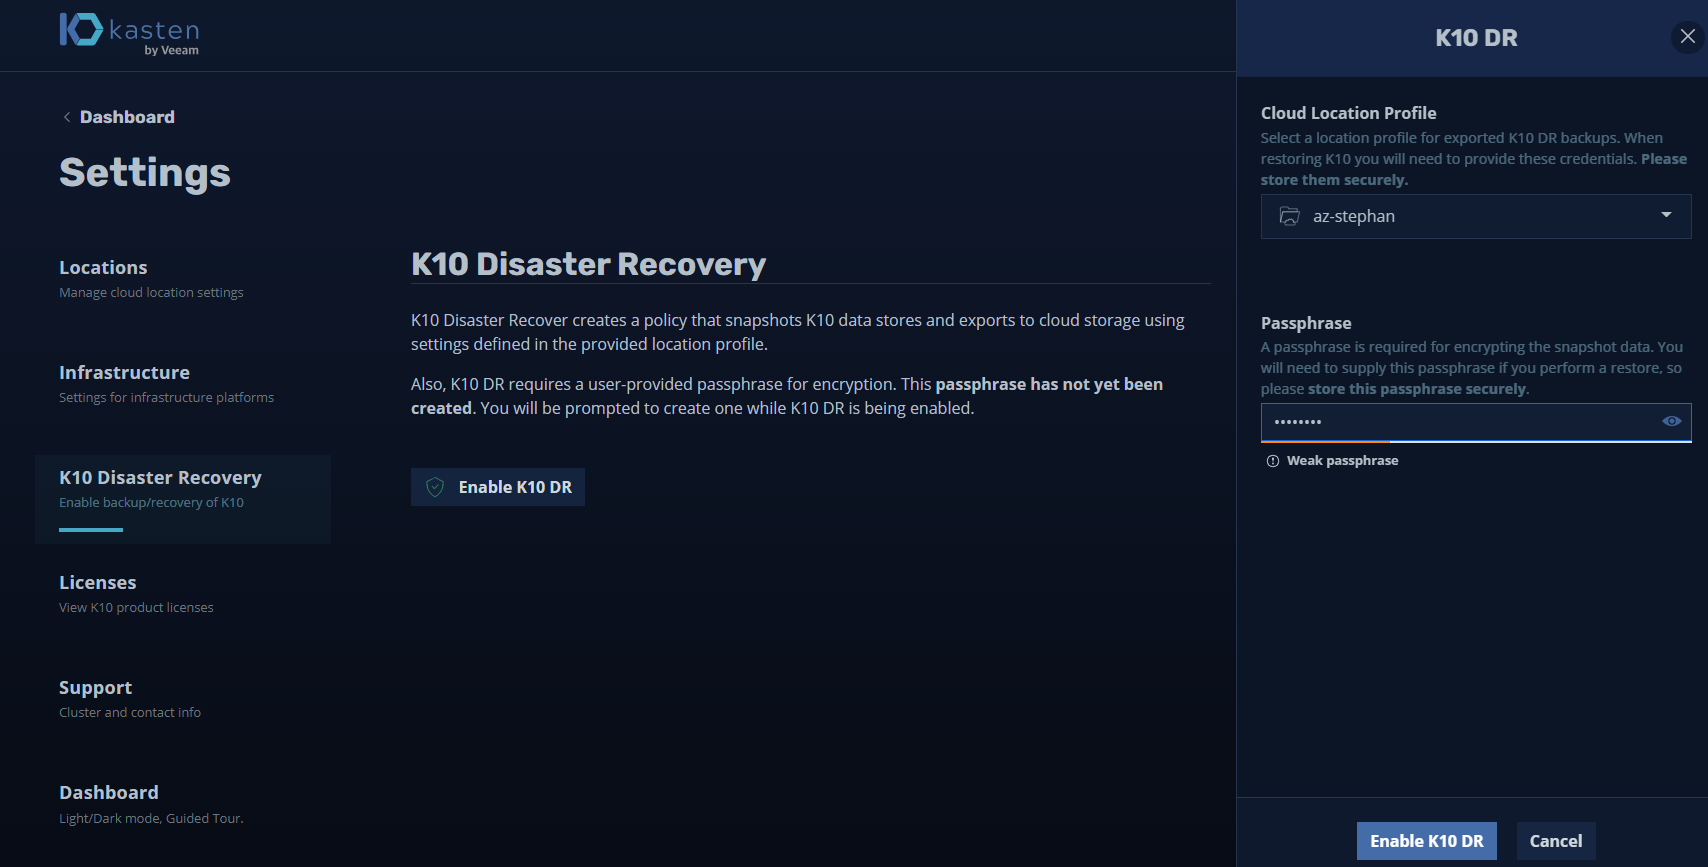 kasten
by Veeam
Dashboard
Settings
Locations
Manage cloud location settings
Infrastructure
Settings for infrastructure platforms
K10 Disaster Recovery
Enable backup/recovery of K10
Licenses
View K10 product licenses
Support
Cluster and contact info
Dashboard
Light/Dark mode, Guided Tour.
K10 Disaster Recovery
K10 Disaster Recover creates a policy that snapshots K10 data stores and exports to cloud storage using
settings defined in the provided location profile.
Also, K10 DR requires a user-provided passphrase for encryption. This passphrase has not yet been
created. You will be prompted to create one while K10 DR is being enabled.
Enable K10 DR
K10 DR
Cloud Location Profile
Select a location profile for exported K10 DR backups. When
restoring K10 you will need to provide these credentials. Please
store them securely.
az-stephan
Passphrase
A passphrase is required for encrypting the snapshot data. You
will need to supply this passphrase if you perform a restore, so
please store this passphrase securely.
••••••••
Weak passphrase
Enable K10 DR
Cancel